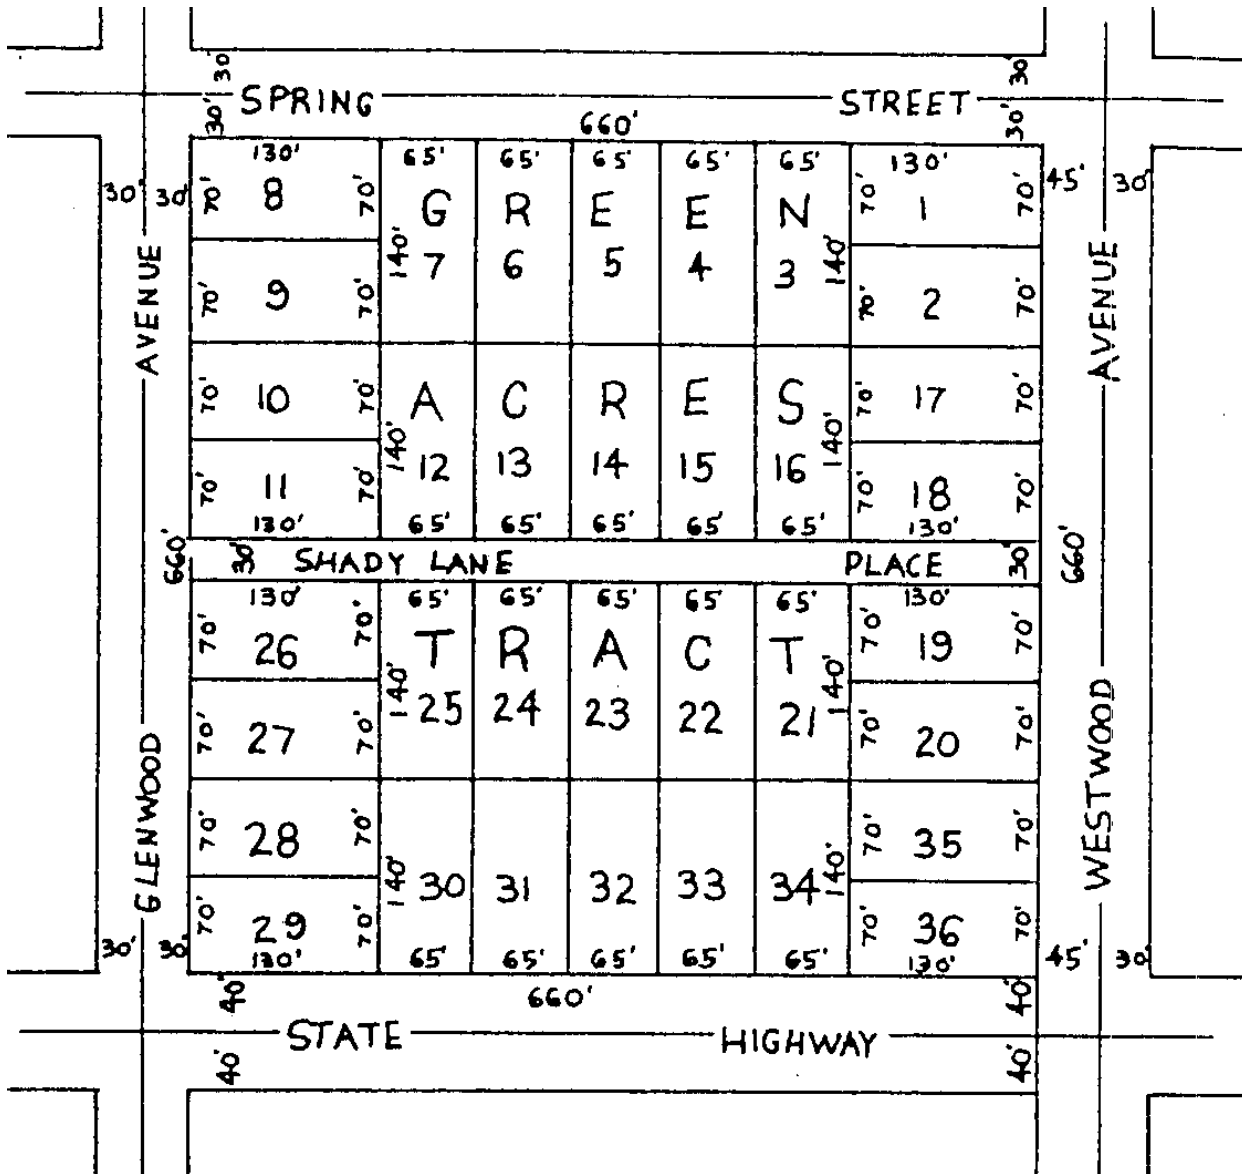 30'
30'
SPRING
STREET
30'
660'
30'
130' 65' 65' 65' 65' 65' 130'
30' 30' 70' 8 70' G R E E N 70' 1 70' 45' 30'
140' 7 6 5 4 3 140'
70' 9 70' 70' 2 70'
AVENUE
AVENUE
70' 10 70' A C R E S 70' 17 70'
140' 12 13 14 15 16 140'
70' 11 70' 70' 18 70'
130' 65' 65' 65' 65' 65' 130'
660' 30' SHADY LANE PLACE 30' 660'
130' 65' 65' 65' 65' 65' 130'
70' 26 70' T R A C T 70' 19 70'
140' 25 24 23 22 21 140'
70' 27 70' 70' 20 70'
GLENWOOD
WESTWOOD
70' 28 70' 70' 35 70'
140' 30 31 32 33 34 140'
70' 29 70' 70' 36 70'
30' 30' 130' 65' 65' 65' 65' 65' 130' 45' 30'
40' 660' 40'
STATE
HIGHWAY
40' 40'